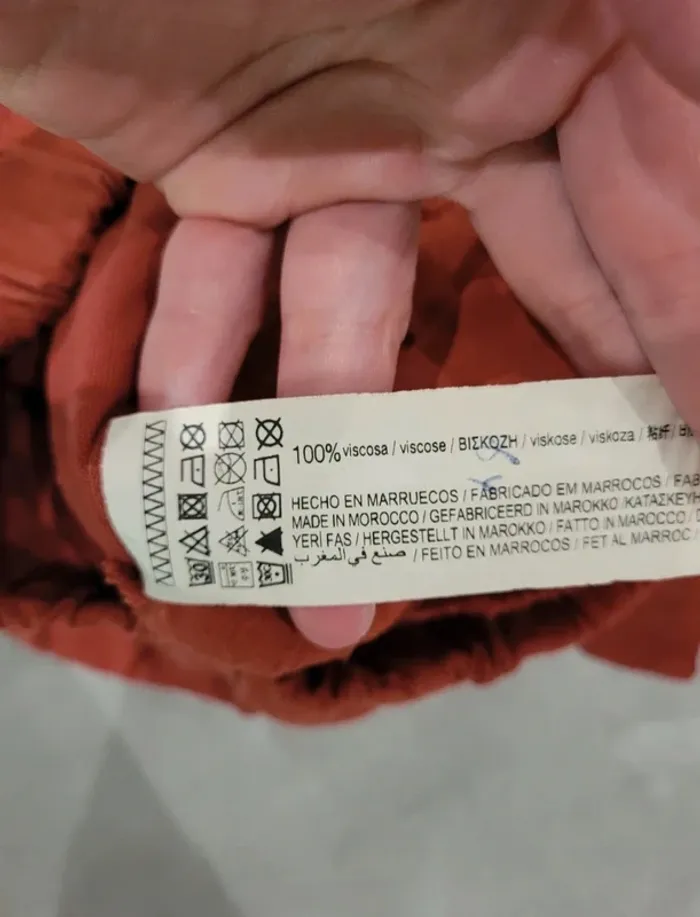 100% viscosa / viscose / ΒΙΣΚΟΖΗ / viskose / viskoza /
HECHO EN MARRUECOS / FABRICADO EM MARROCOS / FAB
MADE IN MOROCCO / GEFABRICEERD IN MAROKKO / ΚΑΤΑΣΚΕΥΗ
YERİ FAS / HERGESTELLT IN MAROKKO / FATTO IN MAROCCO /
صنع في المغرب / FEITO EN MARROCOS / FET AL MARROC /